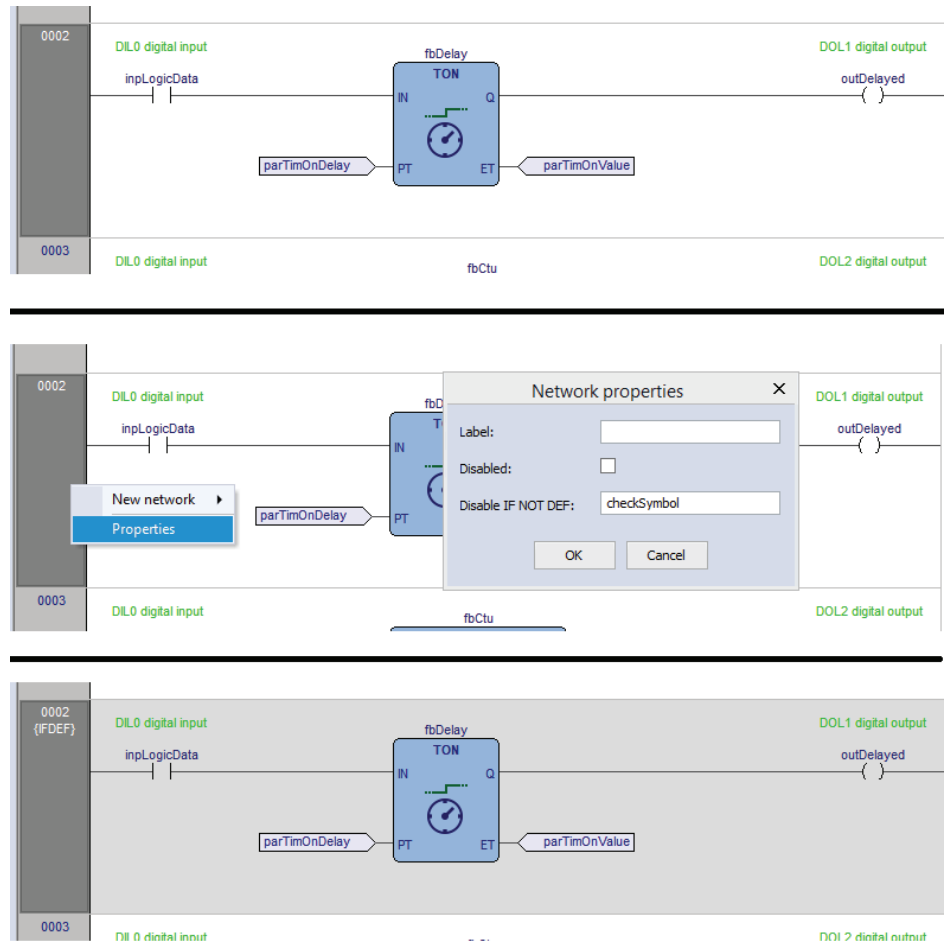 0002
DIL0 digital input
fbDelay
DOL1 digital output
inpLogicData
TON
outDelayed
IN
Q
parTimOnDelay
PT
ET
parTimOnValue
0003
DIL0 digital input
fbCtu
DOL2 digital output
0002
DIL0 digital input
Network properties
DOL1 digital output
inpLogicData
Label:
outDelayed
IN
Disabled:
New network
Disable IF NOT DEF:
checkSymbol
Properties
parTimOnDelay
PT
OK
Cancel
0003
DIL0 digital input
fbCtu
DOL2 digital output
0002
{IFDEF}
DIL0 digital input
fbDelay
DOL1 digital output
inpLogicData
TON
outDelayed
IN
Q
parTimOnDelay
PT
ET
parTimOnValue
0003
DIL0 digital input
DOL2 digital output